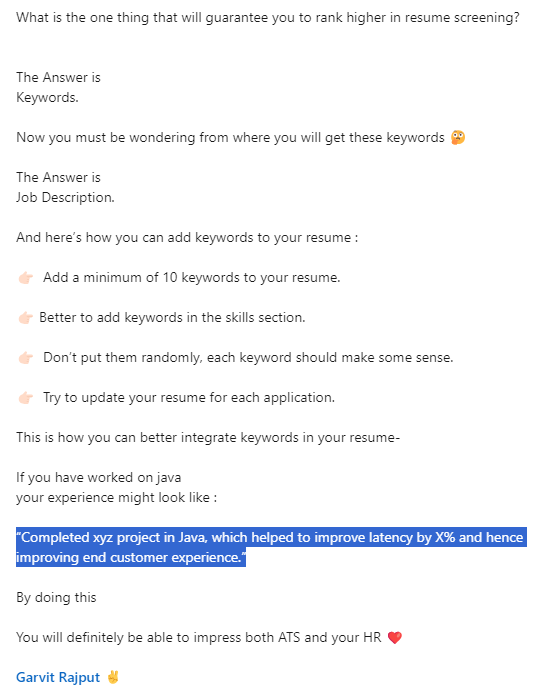 What is the one thing that will guarantee you to rank higher in resume screening?
The Answer is
Keywords.
Now you must be wondering from where you will get these keywords 🤔
The Answer is
Job Description.
And here's how you can add keywords to your resume :
👉🏻 Add a minimum of 10 keywords to your resume.
👉🏻 Better to add keywords in the skills section.
👉🏻 Don't put them randomly, each keyword should make some sense.
👉🏻 Try to update your resume for each application.
This is how you can better integrate keywords in your resume-
If you have worked on java
your experience might look like :
"Completed xyz project in Java, which helped to improve latency by X% and hence
improving end customer experience."
By doing this
You will definitely be able to impress both ATS and your HR ❤️
Garvit Rajput ✌️